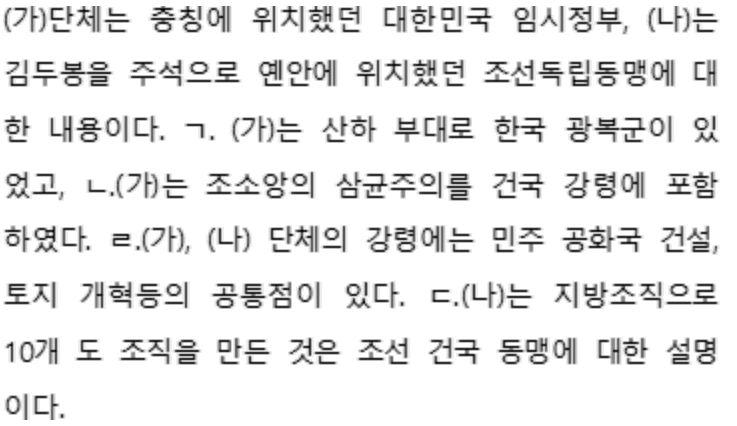 (가)단체는 충칭에 위치했던 대한민국 임시정부, (나)는
김두봉을 주석으로 옌안에 위치했던 조선독립동맹에 대
한 내용이다. ㄱ. (가)는 산하 부대로 한국 광복군이 있
었고, ㄴ.(가)는 조소앙의 삼균주의를 건국 강령에 포함
하였다. ㄹ.(가), (나) 단체의 강령에는 민주 공화국 건설,
토지 개혁등의 공통점이 있다. ㄷ.(나)는 지방조직으로
10개 도 조직을 만든 것은 조선 건국 동맹에 대한 설명
이다.